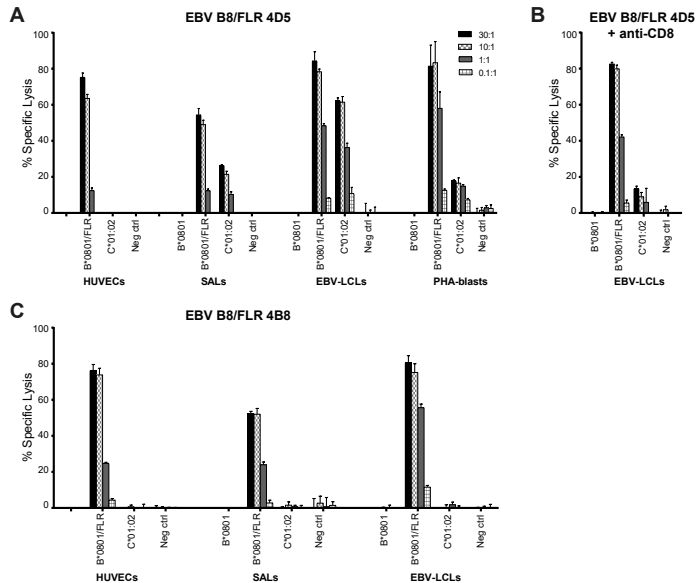 A
EBV B8/FLR 4D5
30:1
10:1
1:1
0.1:1
% Specific Lysis
100
80
60
40
20
0
B*0801
B*0801/FLR
C*01:02
Neg ctrl
B*0801
B*0801/FLR
C*01:02
Neg ctrl
B*0801
B*0801/FLR
C*01:02
Neg ctrl
B*0801
B*0801/FLR
C*01:02
Neg ctrl
HUVECs
SALs
EBV-LCLs
PHA-blasts
B
EBV B8/FLR 4D5
+ anti-CD8
% Specific Lysis
100
80
60
40
20
0
B*0801
B*0801/FLR
C*01:02
Neg ctrl
EBV-LCLs
C
EBV B8/FLR 4B8
% Specific Lysis
100
80
60
40
20
0
B*0801
B*0801/FLR
C*01:02
Neg ctrl
B*0801
B*0801/FLR
C*01:02
Neg ctrl
B*0801
B*0801/FLR
C*01:02
Neg ctrl
HUVECs
SALs
EBV-LCLs